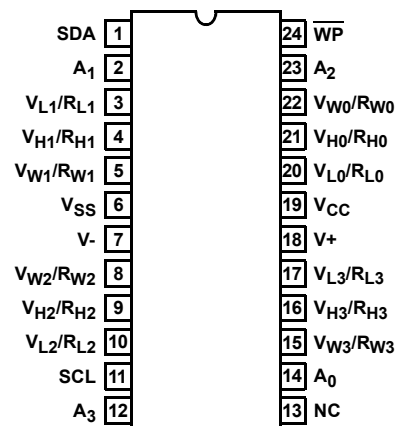 SDA 1 24 WP
A1 2 23 A2
VL1/RL1 3 22 VW0/RW0
VH1/RH1 4 21 VH0/RH0
VW1/RW1 5 20 VL0/RL0
VSS 6 19 VCC
V- 7 18 V+
VW2/RW2 8 17 VL3/RL3
VH2/RH2 9 16 VH3/RH3
VL2/RL2 10 15 VW3/RW3
SCL 11 14 A0
A3 12 13 NC